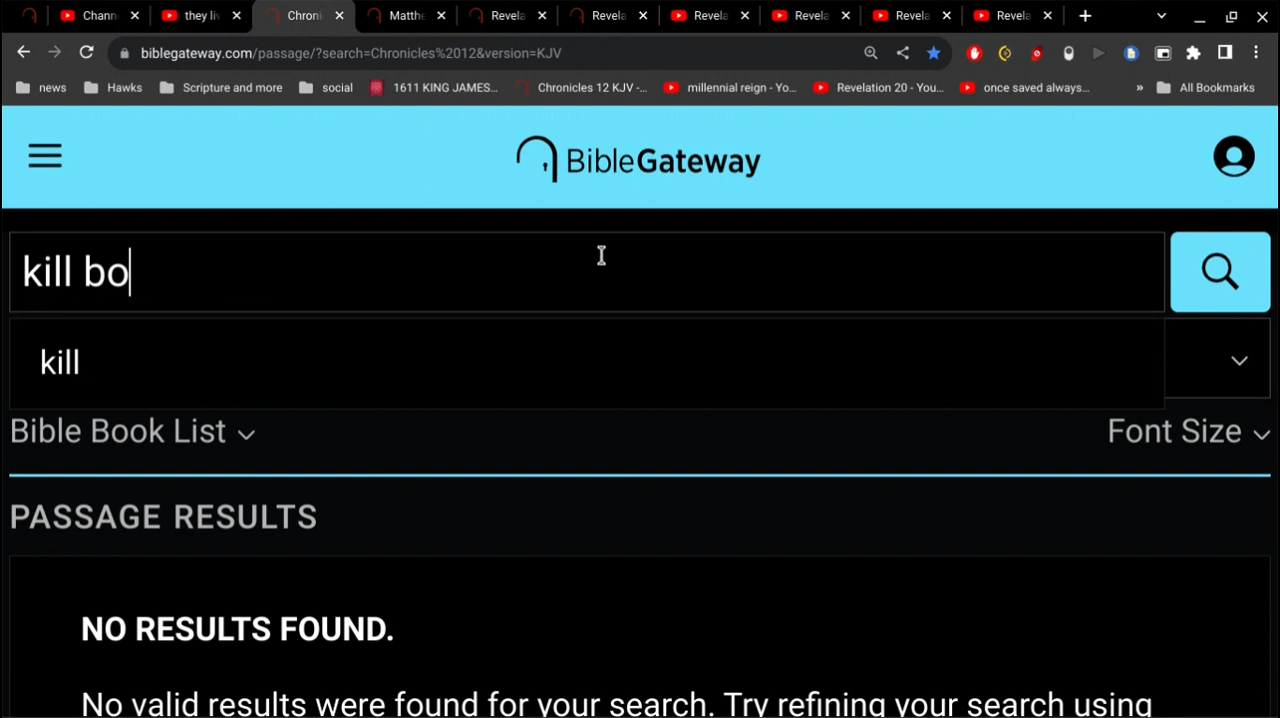 Chann
they liv
Chroni
Matthe
Revela
Revela
Revela
Revela
Revela
Revela
biblegateway.com/passage/?search=Chronicles%2012&version=KJV
news
Hawks
Scripture and more
social
1611 KING JAMES...
Chronicles 12 KJV -...
millennial reign - Yo...
Revelation 20 - You...
once saved always...
»
All Bookmarks
BibleGateway
kill bo
kill
Bible Book List
Font Size
PASSAGE RESULTS
NO RESULTS FOUND.
No valid results were found for your search. Try refining your search using